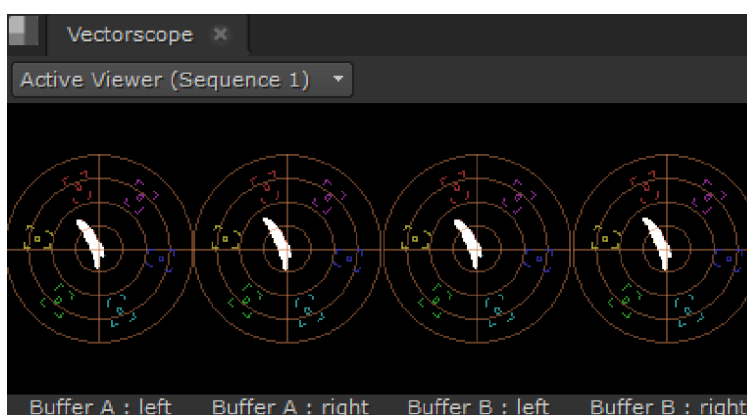 Vectorscope
Active Viewer (Sequence 1)
Buffer A : left
Buffer A : right
Buffer B : left
Buffer B : right